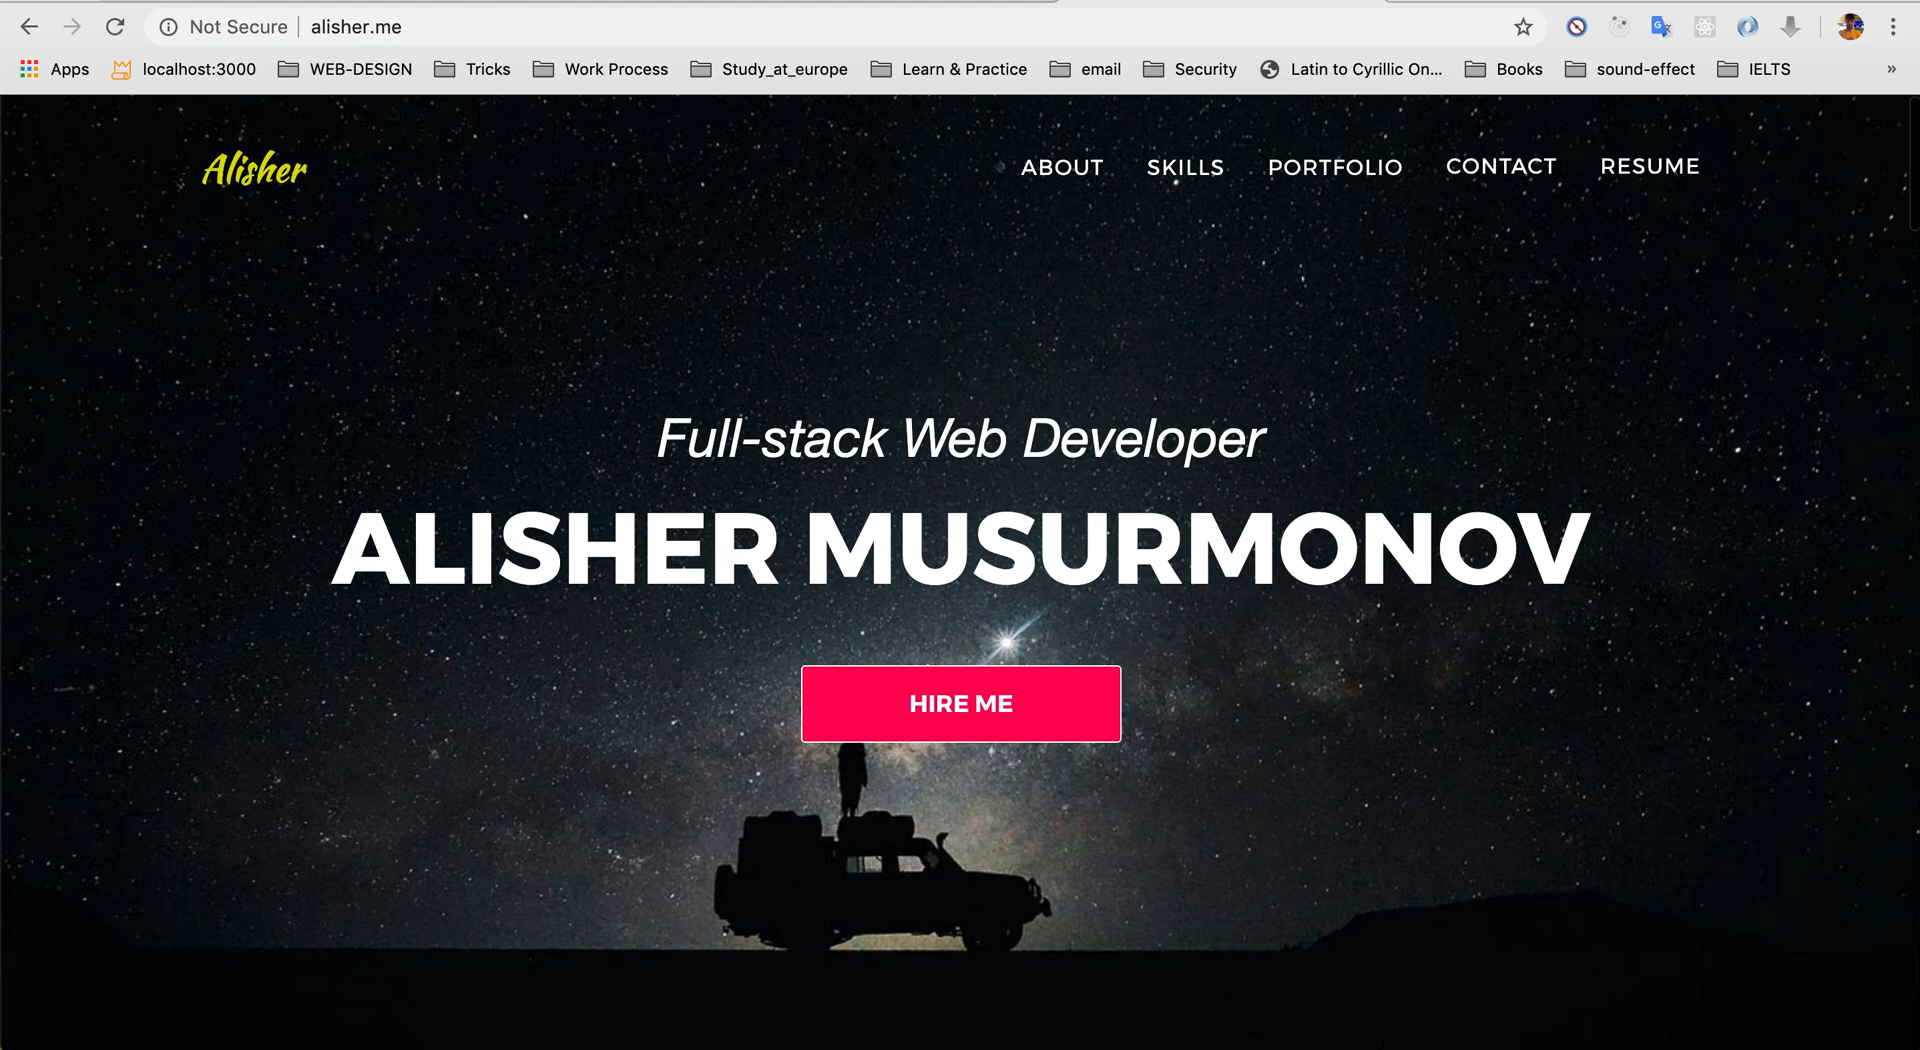 Not Secure alisher.me
Apps localhost:3000 WEB-DESIGN Tricks Work Process Study_at_europe Learn & Practice email Security Latin to Cyrillic On... Books sound-effect IELTS »
Alisher ABOUT SKILLS PORTFOLIO CONTACT RESUME
Full-stack Web Developer
ALISHER MUSURMONOV
HIRE ME